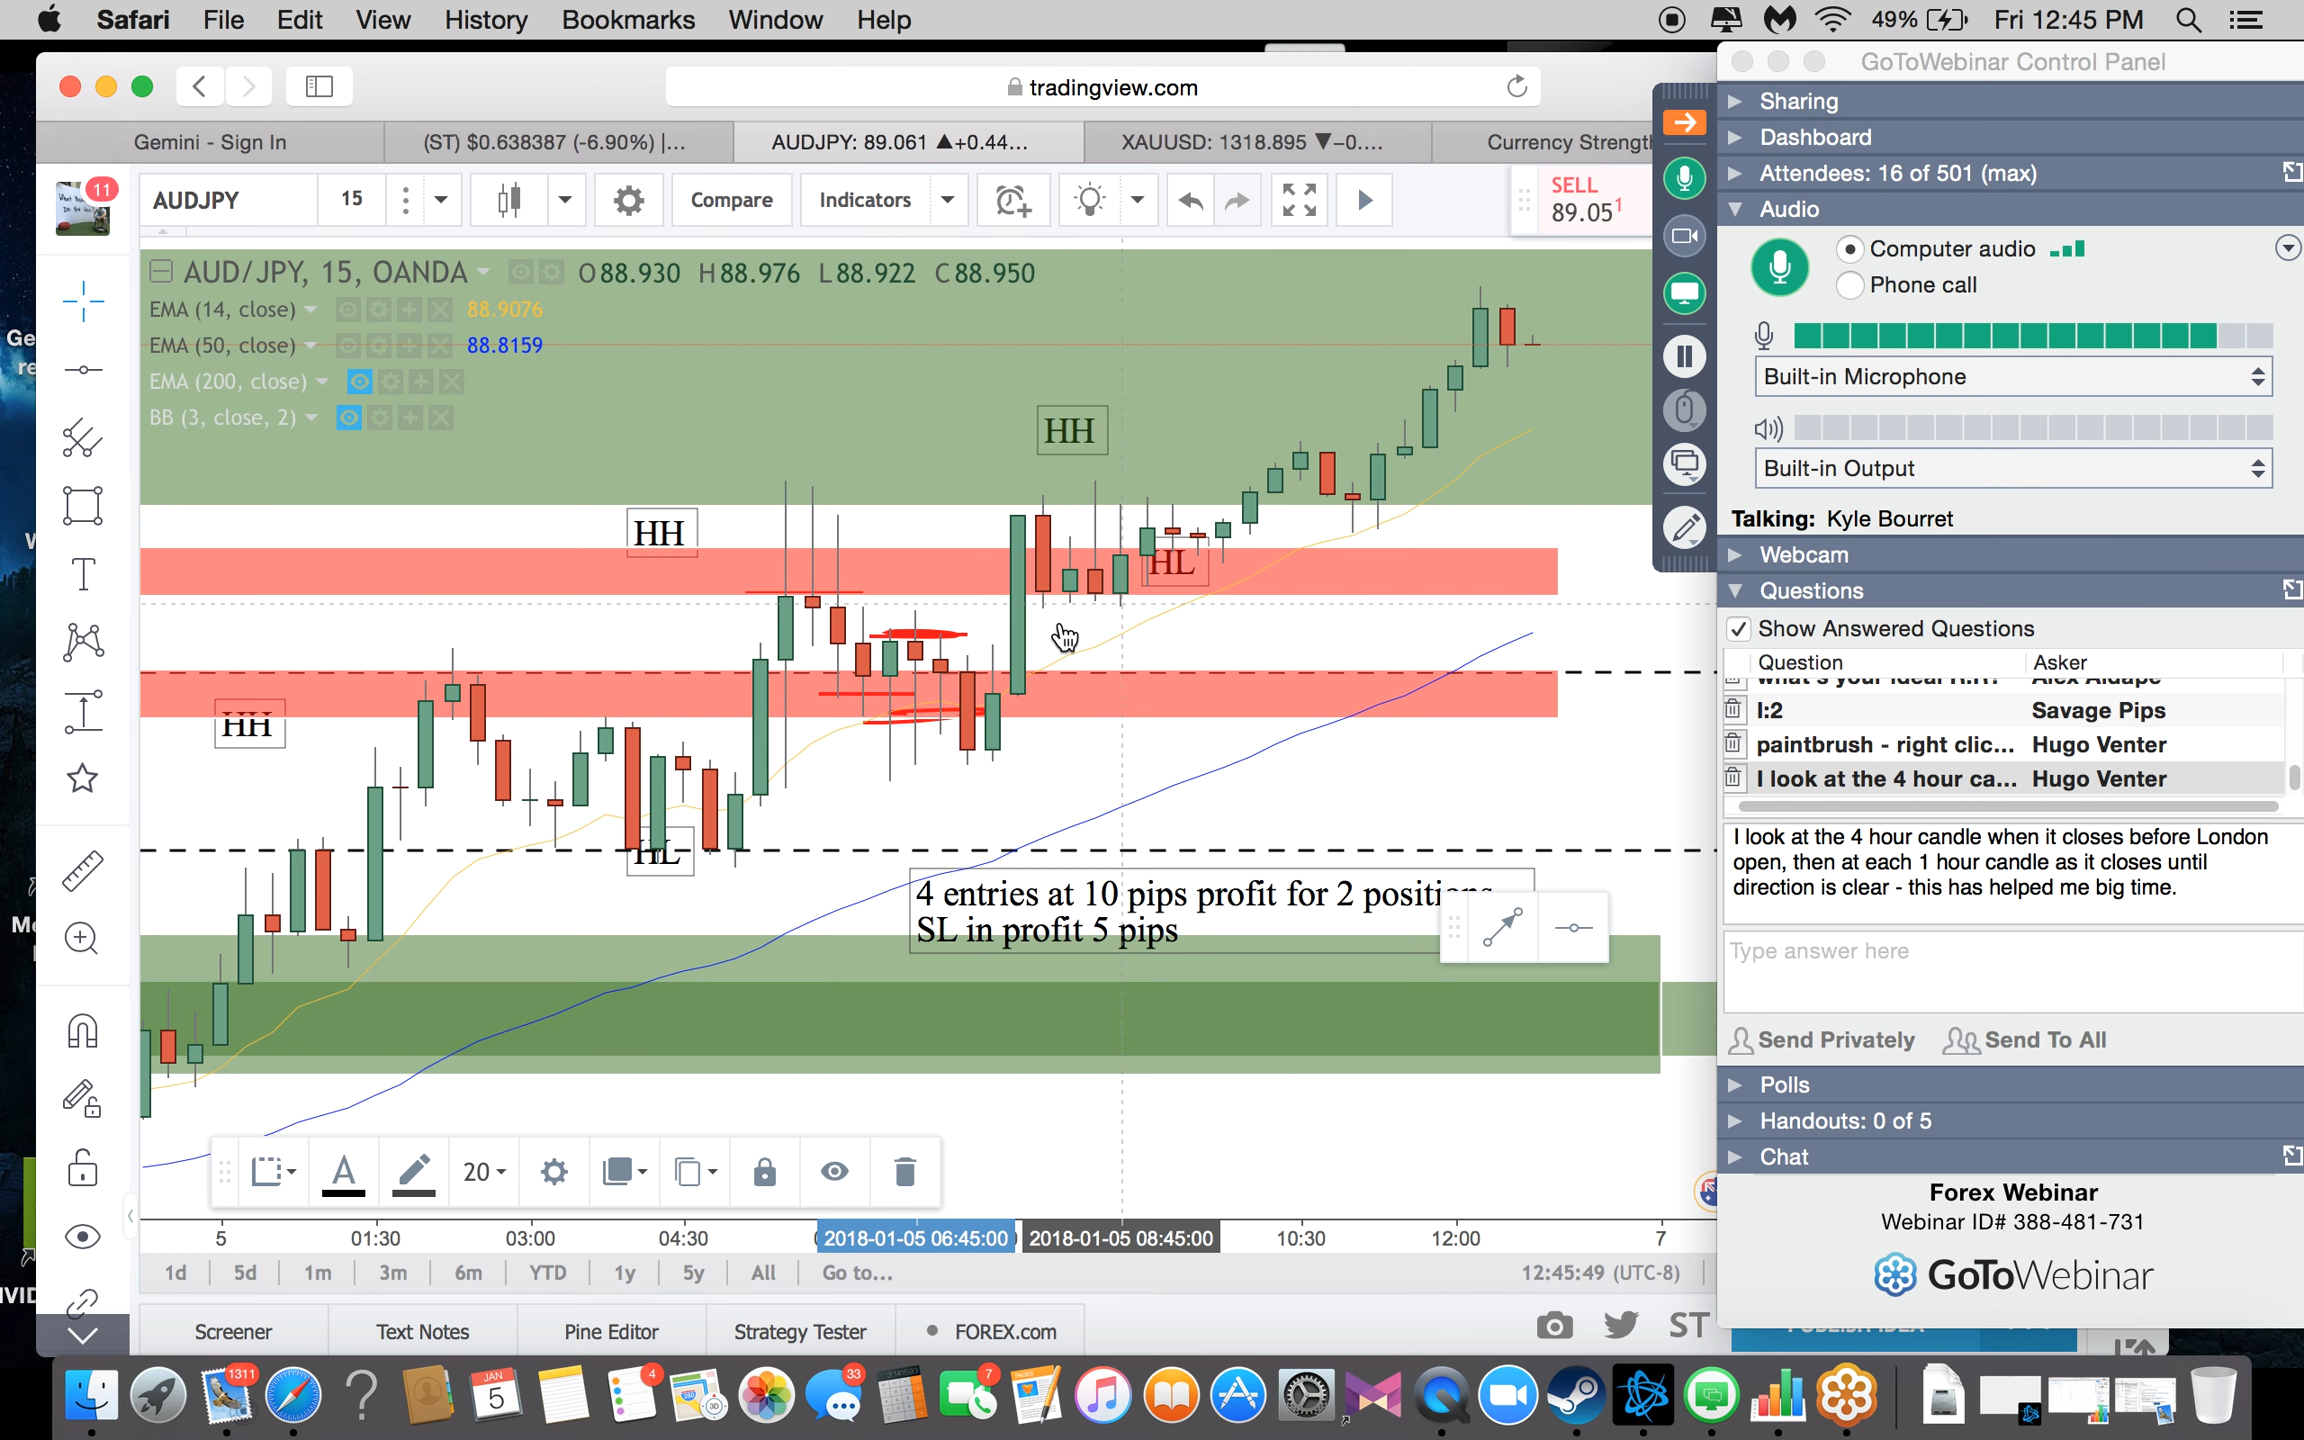 Safari File Edit View History Bookmarks Window Help 49% Fri 12:45 PM
tradingview.com
Gemini - Sign In (ST) $0.638387 (-6.90%) |... AUDJPY: 89.061 ▲+0.44... XAUUSD: 1318.895 ▼-0.... Currency Strengt
11 AUDJPY 15 Compare Indicators SELL 89.051
AUD/JPY, 15, OANDA O88.930 H88.976 L88.922 C88.950
EMA (14, close) 88.9076
EMA (50, close) 88.8159
EMA (200, close)
BB (3, close, 2)
HH
HH
HL
HH
HL
4 entries at 10 pips profit for 2
SL in profit 5 pips
20
5 01:30 03:00 04:30 2018-01-05 06:45:00 2018-01-05 08:45:00 10:30 12:00 7
1d 5d 1m 3m 6m YTD 1y 5y All Go to... 12:45:49 (UTC-8)
Screener Text Notes Pine Editor Strategy Tester FOREX.com ST
GoToWebinar Control Panel
Sharing
Dashboard
Attendees: 16 of 501 (max)
Audio
Computer audio
Phone call
Built-in Microphone
Built-in Output
Talking: Kyle Bourret
Webcam
Questions
Show Answered Questions
Question Asker
I:2 Savage Pips
paintbrush - right clic... Hugo Venter
I look at the 4 hour ca... Hugo Venter
I look at the 4 hour candle when it closes before London
open, then at each 1 hour candle as it closes until
direction is clear - this has helped me big time.
Type answer here
Send Privately Send To All
Polls
Handouts: 0 of 5
Chat
Forex Webinar
Webinar ID# 388-481-731
GoToWebinar
1311 JAN 5 4 3D 33 7